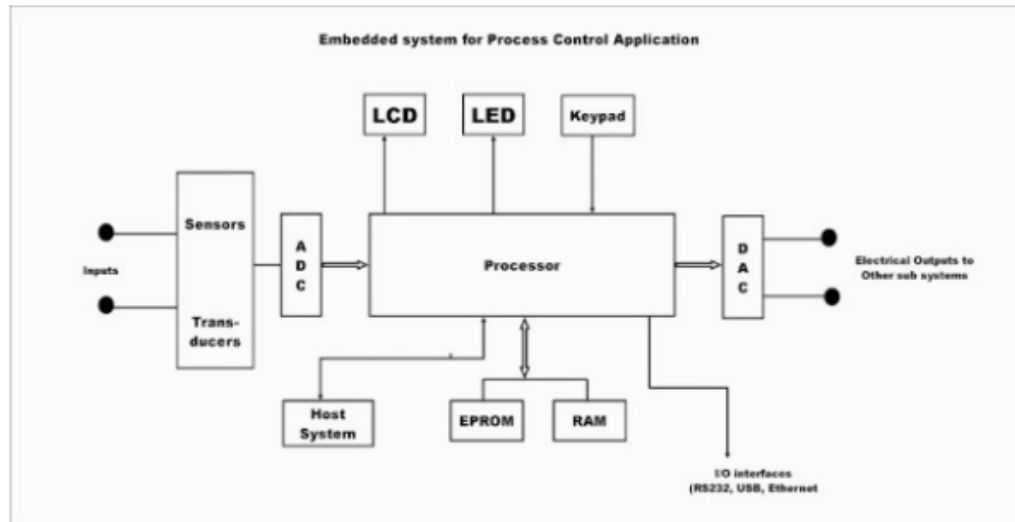 Embedded system for Process Control Application
LCD
LED
Keypad
Sensors
Trans-
ducers
Inputs
A
D
C
Processor
D
A
C
Electrical Outputs to
Other sub systems
Host
System
EPROM
RAM
I/O interfaces
(RS232, USB, Ethernet